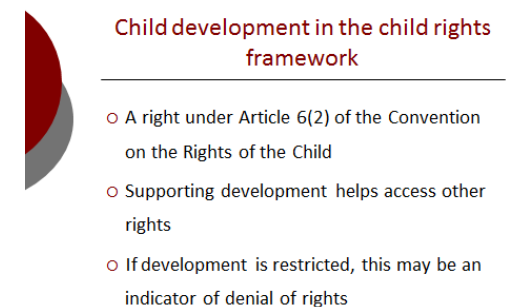 Child development in the child rights
framework
o A right under Article 6(2) of the Convention
on the Rights of the Child
o Supporting development helps access other
rights
o If development is restricted, this may be an
indicator of denial of rights